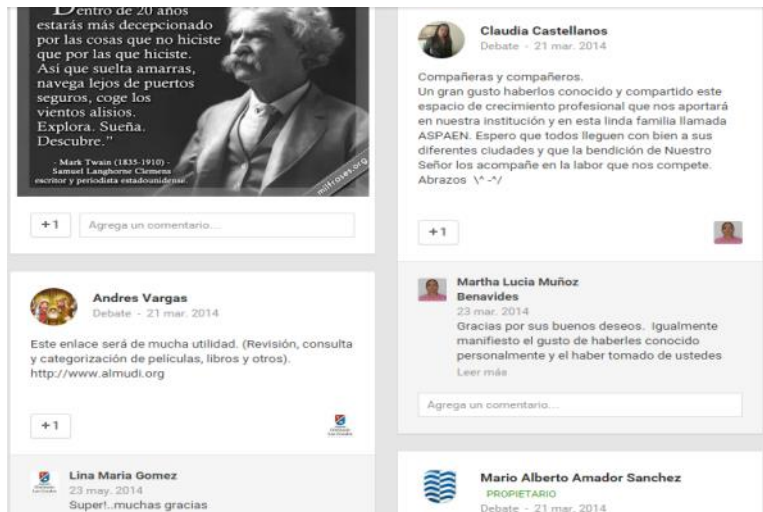 Dentro de 20 años
estarás más decepcionado
por las cosas que no hiciste
que por las que hiciste.
Así que suelta amarras,
navega lejos de puertos
seguros, coge los
vientos alisios.
Explora. Sueña.
Descubre."
- Mark Twain (1835-1910) -
Samuel Langhorne Clemens
escritor y periodista estadounidense.
milfrases.org
+1
Agrega un comentario...
Andres Vargas
Debate - 21 mar. 2014
Este enlace será de mucha utilidad. (Revisión, consulta
y categorización de películas, libros y otros).
http://www.almudi.org
+1
Lina Maria Gomez
23 may. 2014
Super!..muchas gracias
Claudia Castellanos
Debate - 21 mar. 2014
Compañeras y compañeros.
Un gran gusto haberlos conocido y compartido este
espacio de crecimiento profesional que nos aportará
en nuestra institución y en esta linda familia llamada
ASPAEN. Espero que todos lleguen con bien a sus
diferentes ciudades y que la bendición de Nuestro
Señor los acompañe en la labor que nos compete.
Abrazos \^ -^/
+1
Martha Lucia Muñoz
Benavides
23 mar. 2014
Gracias por sus buenos deseos. Igualmente
manifiesto el gusto de haberles conocido
personalmente y el haber tomado de ustedes
Leer más
Agrega un comentario...
Mario Alberto Amador Sanchez
PROPIETARIO
Debate - 21 mar. 2014